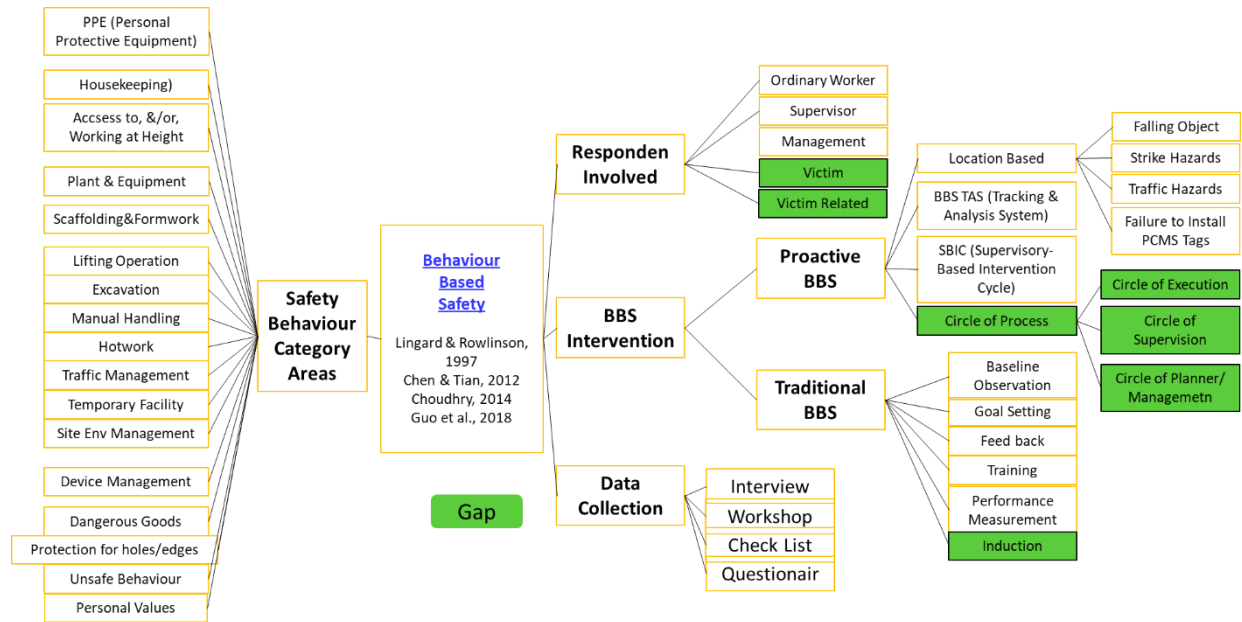 PPE (Personal
Protective Equipment)
Housekeeping)
Accsess to, &/or,
Working at Height
Plant & Equipment
Scaffolding&Formwork
Lifting Operation
Excavation
Manual Handling
Hotwork
Traffic Management
Temporary Facility
Site Env Management
Device Management
Dangerous Goods
Protection for holes/edges
Unsafe Behaviour
Personal Values
Safety
Behaviour
Category
Areas
Behaviour
Based
Safety
Lingard & Rowlinson,
1997
Chen & Tian, 2012
Choudhry, 2014
Guo et al., 2018
Gap
Responden
Involved
BBS
Intervention
Data
Collection
Ordinary Worker
Supervisor
Management
Victim
Victim Related
Proactive
BBS
Traditional
BBS
Interview
Workshop
Check List
Questionair
Location Based
BBS TAS (Tracking &
Analysis System)
SBIC (Supervisory-
Based Intervention
Cycle)
Circle of Process
Baseline
Observation
Goal Setting
Feed back
Training
Performance
Measurement
Induction
Falling Object
Strike Hazards
Traffic Hazards
Failure to Install
PCMS Tags
Circle of Execution
Circle of
Supervision
Circle of Planner/
Managemetn